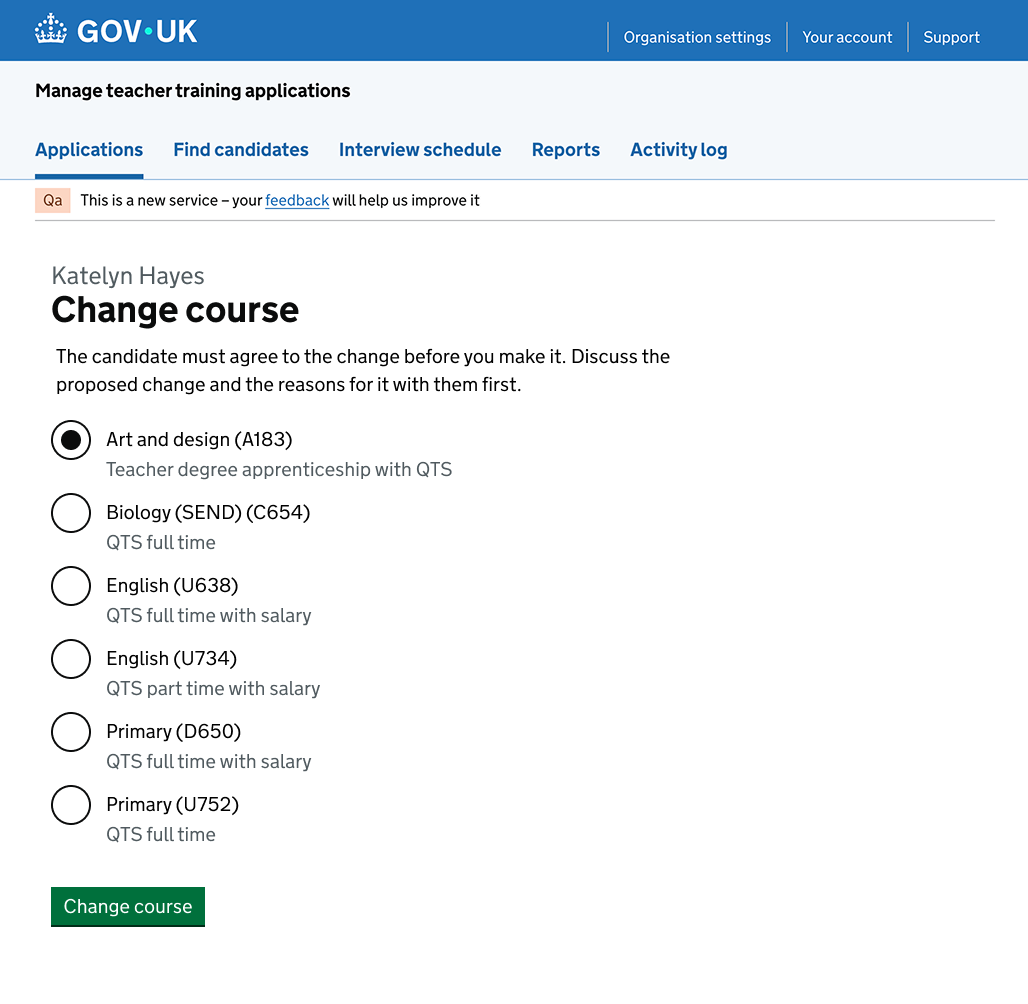 GOV·UK
Organisation settings
Your account
Support
Manage teacher training applications
Applications
Find candidates
Interview schedule
Reports
Activity log
Qa
This is a new service – your feedback will help us improve it
Katelyn Hayes
Change course
The candidate must agree to the change before you make it. Discuss the
proposed change and the reasons for it with them first.
Art and design (A183)
Teacher degree apprenticeship with QTS
Biology (SEND) (C654)
QTS full time
English (U638)
QTS full time with salary
English (U734)
QTS part time with salary
Primary (D650)
QTS full time with salary
Primary (U752)
QTS full time
Change course